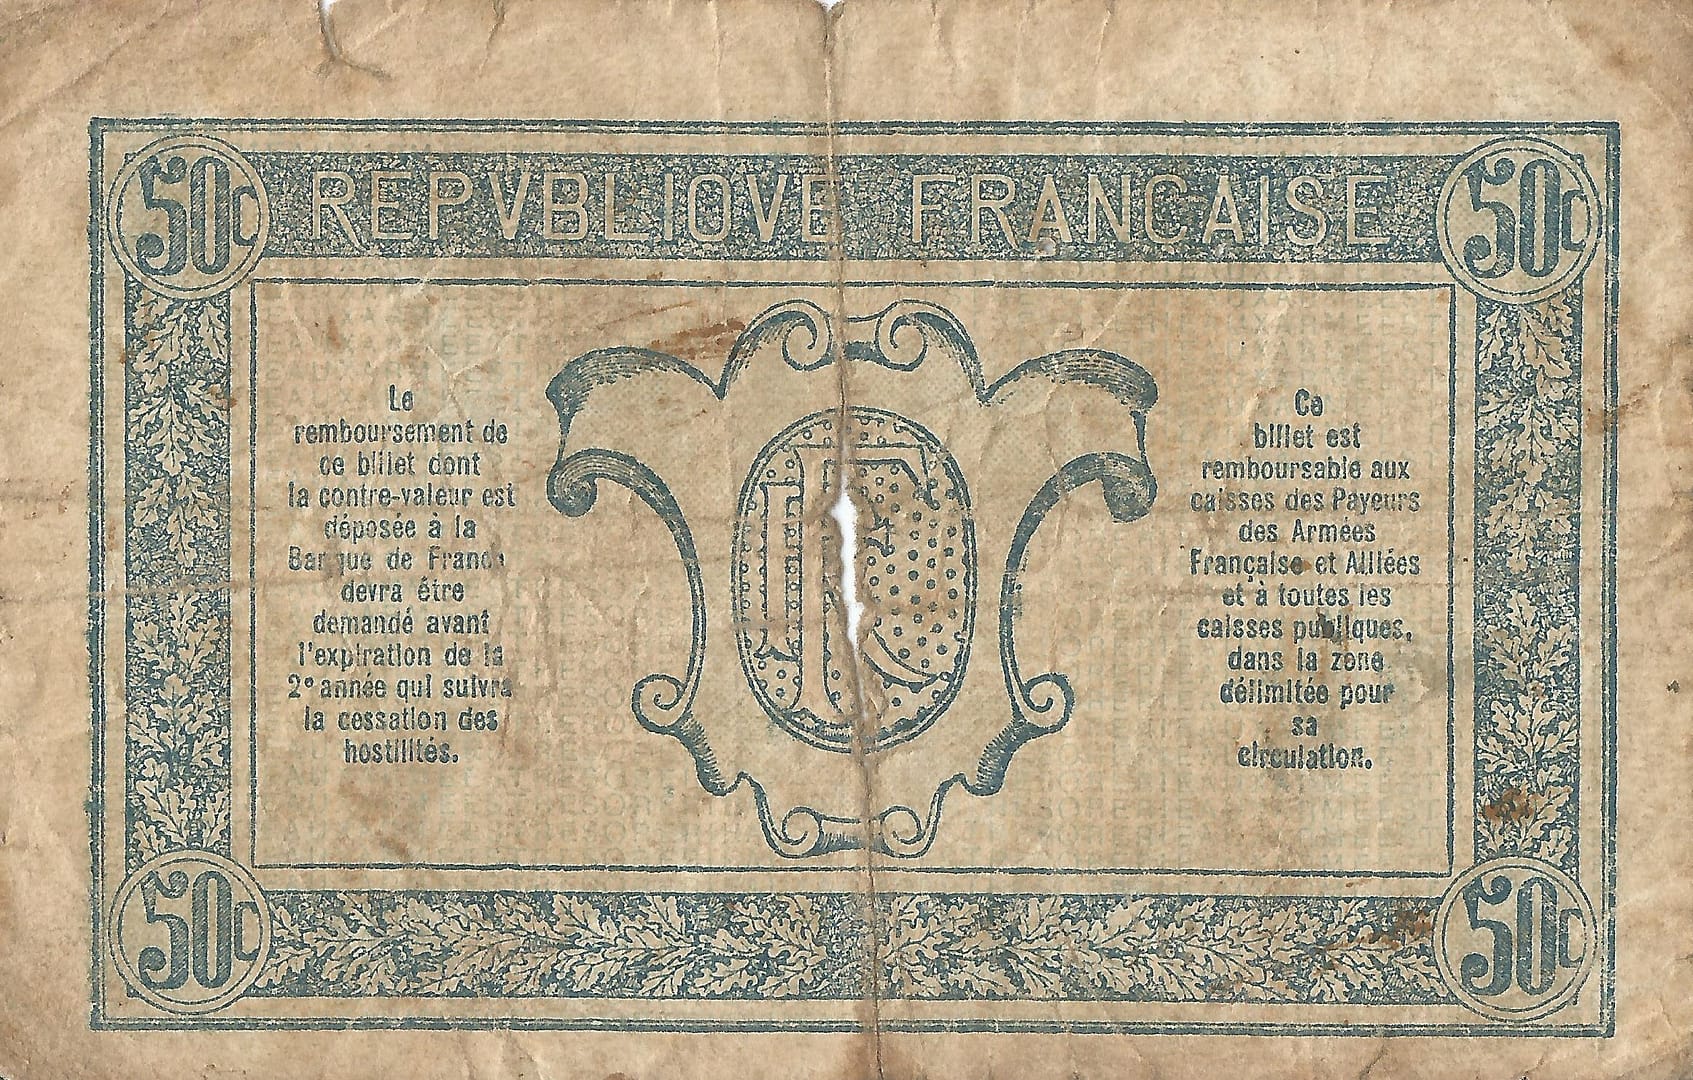 50c REPVBLIQVE FRANÇAISE 50c
Le
remboursement de
ce billet dont
la contre-valeur est
déposée à la
Banque de France
devra être
demandé avant
l'expiration de la
2e année qui suivra
la cessation des
hostilités.
Ce
billet est
remboursable aux
caisses des Payeurs
des Armées
Française et Alliées
et à toutes les
caisses publiques,
dans la zone
délimitée pour
sa
circulation.
50c 50c